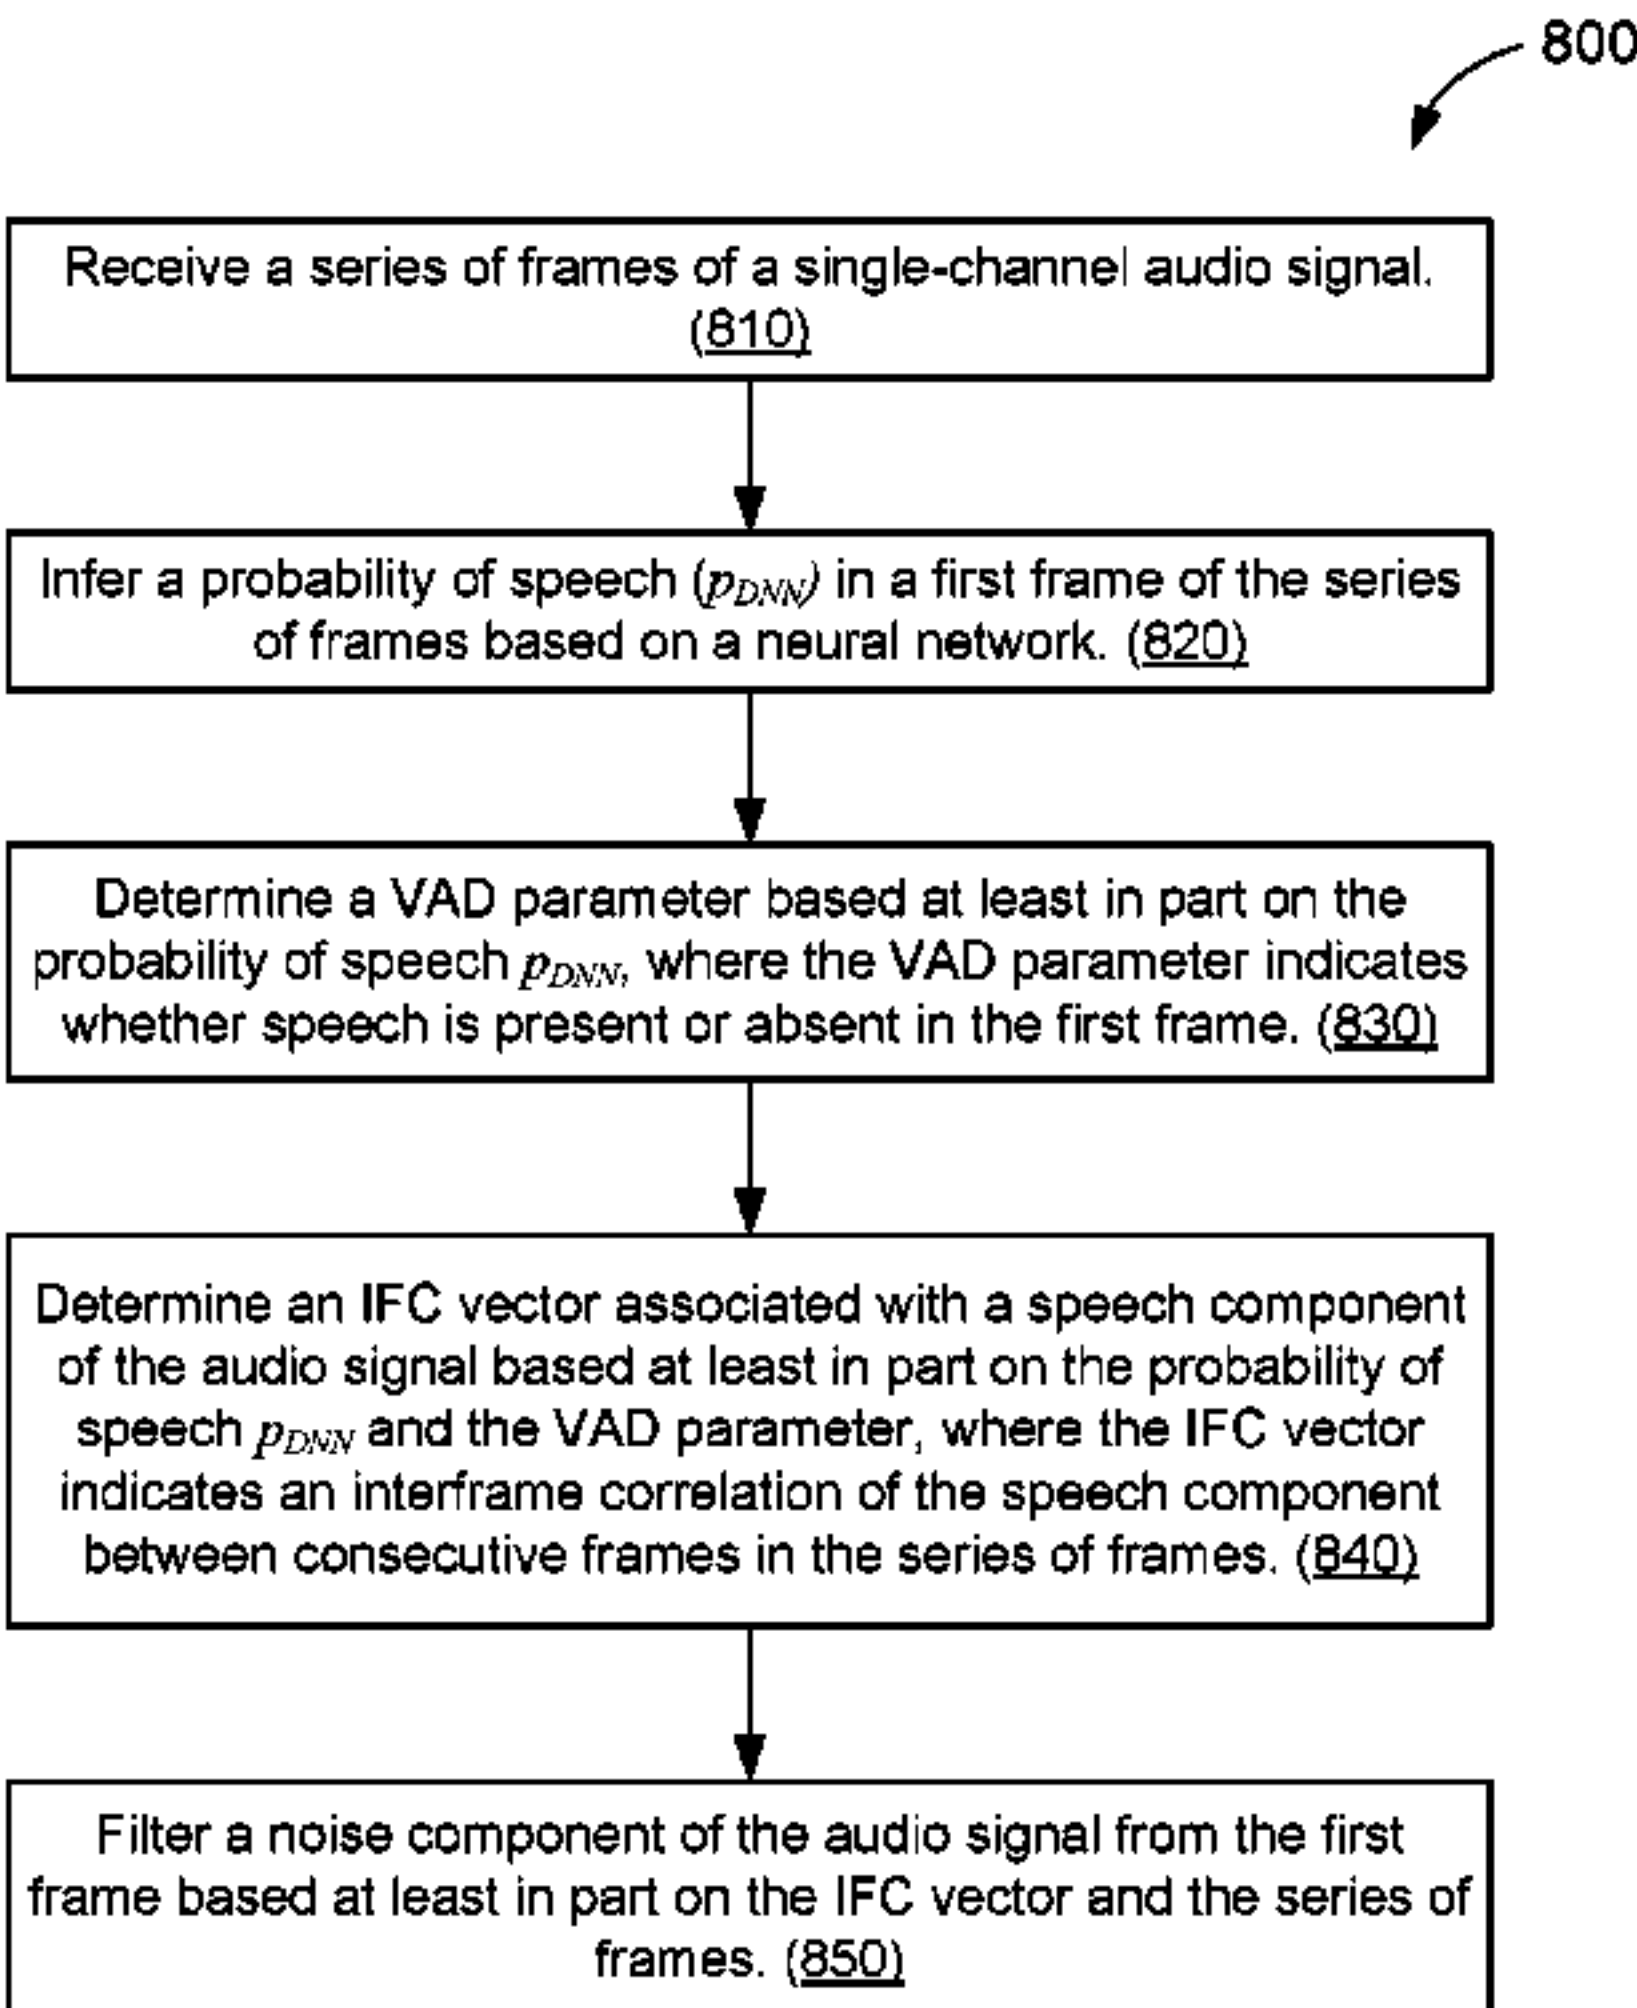 800
Receive a series of frames of a single-channel audio signal.
(810)
Infer a probability of speech (pDNN) in a first frame of the series
of frames based on a neural network. (820)
Determine a VAD parameter based at least in part on the
probability of speech pDNN, where the VAD parameter indicates
whether speech is present or absent in the first frame. (830)
Determine an IFC vector associated with a speech component
of the audio signal based at least in part on the probability of
speech pDNN and the VAD parameter, where the IFC vector
indicates an interframe correlation of the speech component
between consecutive frames in the series of frames. (840)
Filter a noise component of the audio signal from the first
frame based at least in part on the IFC vector and the series of
frames. (850)